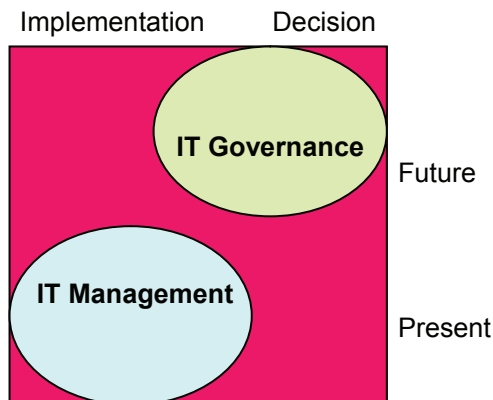 Implementation Decision
IT Governance
Future
IT Management
Present